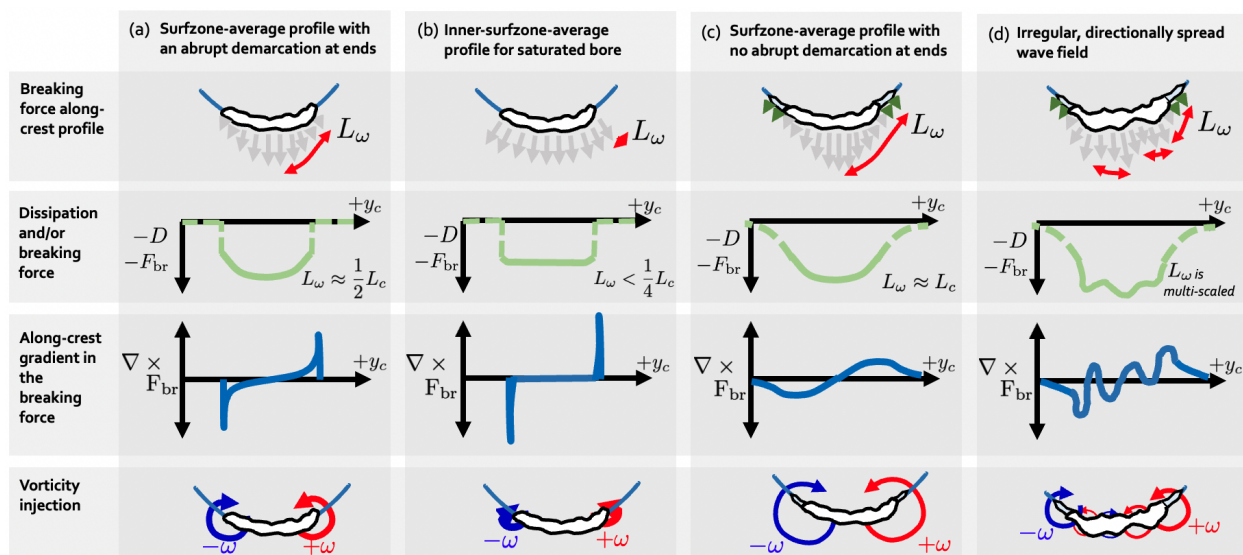 (a) Surfzone-average profile with
an abrupt demarcation at ends
(b) Inner-surfzone-average
profile for saturated bore
(c) Surfzone-average profile with
no abrupt demarcation at ends
(d) Irregular, directionally spread
wave field
Breaking
force along-
crest profile
L_ω
L_ω
L_ω
L_ω
Dissipation
and/or
breaking
force
+y_c
−D
−F_br
L_ω ≈ 1/2 L_c
+y_c
−D
−F_br
L_ω < 1/4 L_c
+y_c
−D
−F_br
L_ω ≈ L_c
+y_c
−D
−F_br
L_ω is
multi-scaled
Along-crest
gradient in
the
breaking
force
∇ ×
F_br
+y_c
∇ ×
F_br
+y_c
∇ ×
F_br
+y_c
∇ ×
F_br
+y_c
Vorticity
injection
−ω
+ω
−ω
+ω
−ω
+ω
−ω
+ω